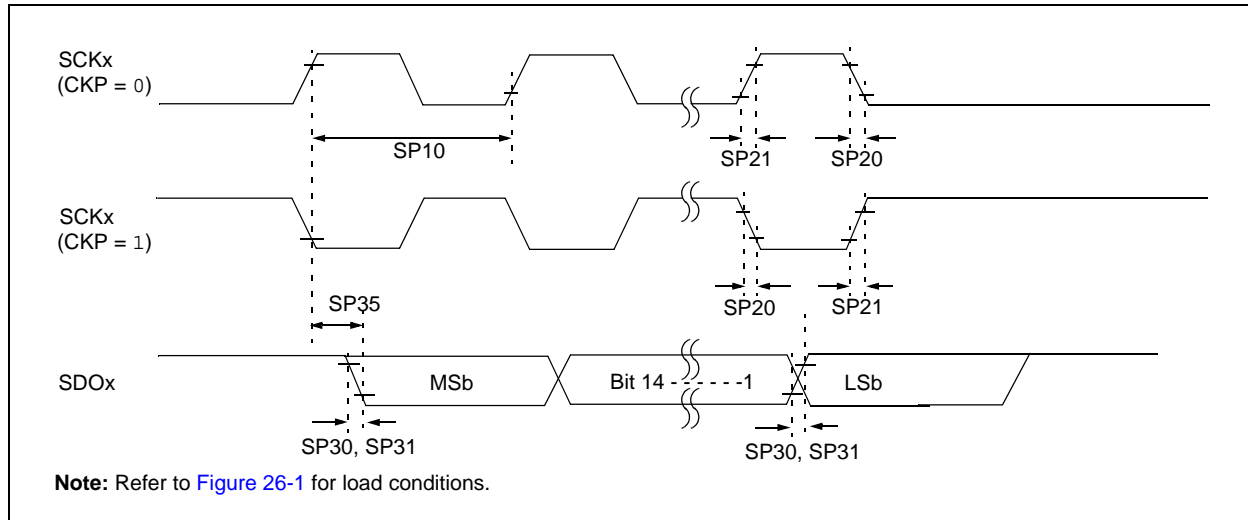 SCKx
(CKP = 0)
SP10
SP21
SP20
SCKx
(CKP = 1)
SP35
SP20
SP21
SDOx
MSb
Bit 14 - - - - - -1
LSb
SP30, SP31
SP30, SP31
Note: Refer to Figure 26-1 for load conditions.